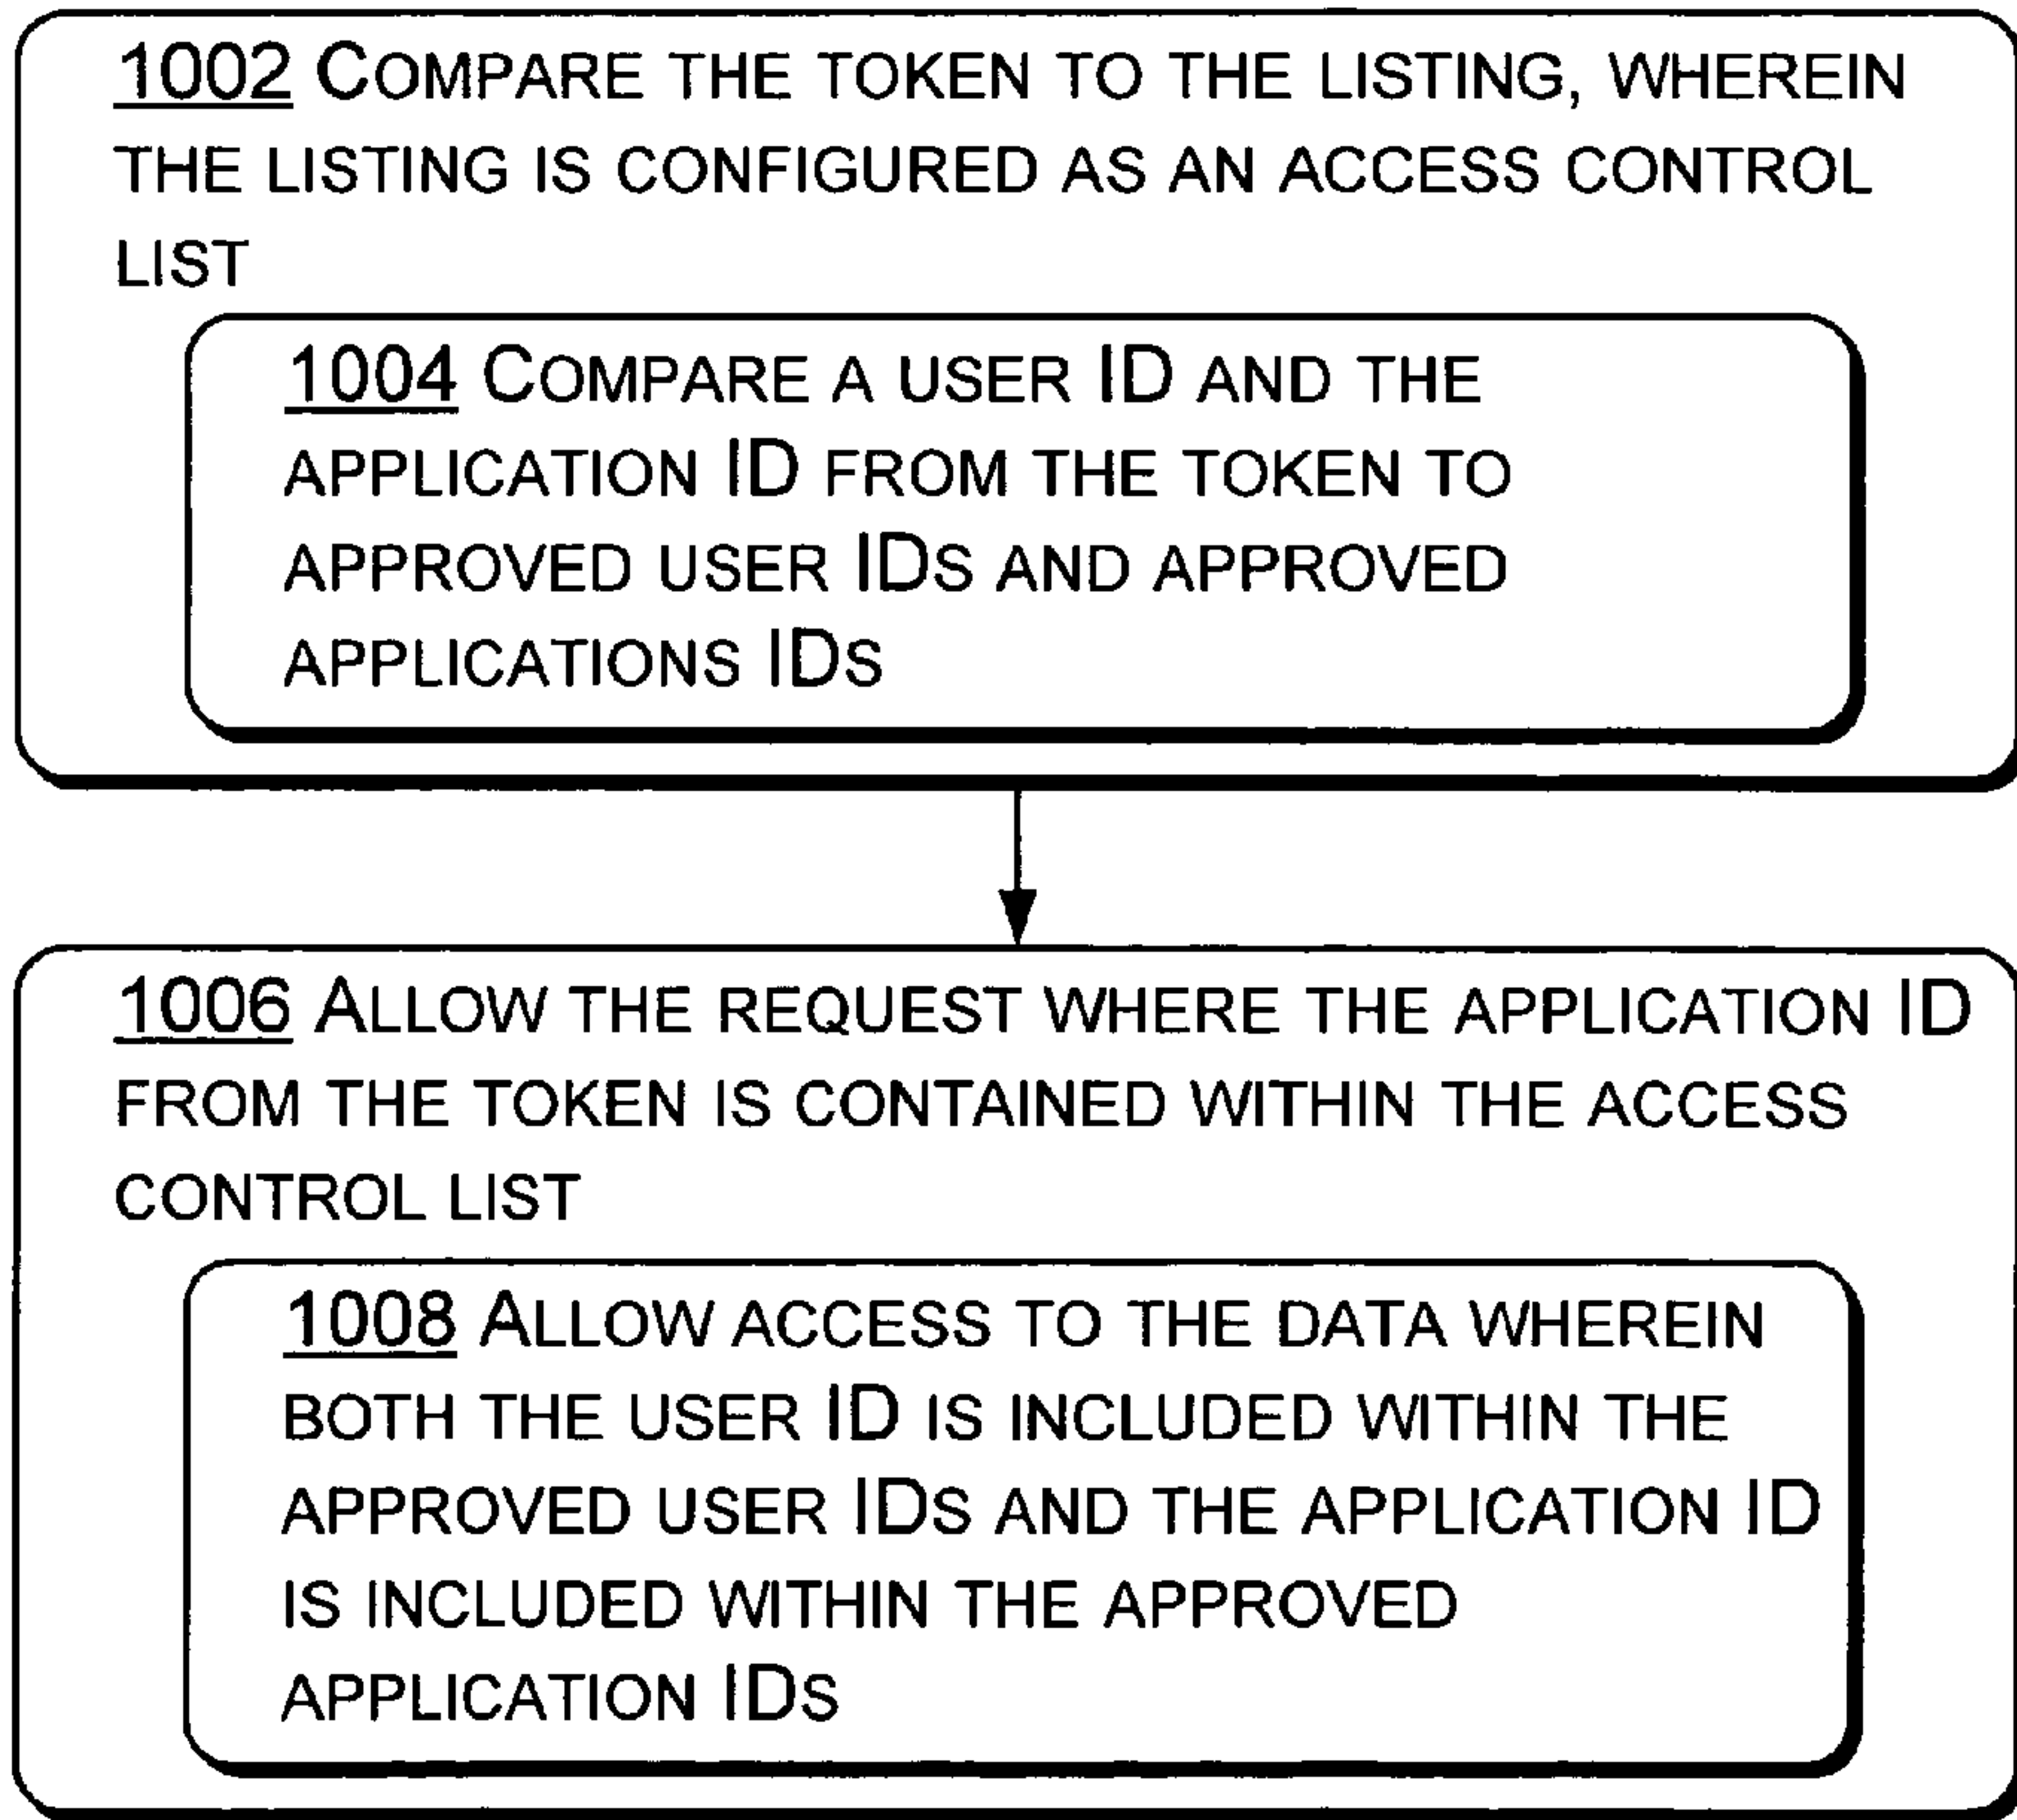 1002 COMPARE THE TOKEN TO THE LISTING, WHEREIN
THE LISTING IS CONFIGURED AS AN ACCESS CONTROL
LIST
1004 COMPARE A USER ID AND THE
APPLICATION ID FROM THE TOKEN TO
APPROVED USER IDS AND APPROVED
APPLICATIONS IDS
1006 ALLOW THE REQUEST WHERE THE APPLICATION ID
FROM THE TOKEN IS CONTAINED WITHIN THE ACCESS
CONTROL LIST
1008 ALLOW ACCESS TO THE DATA WHEREIN
BOTH THE USER ID IS INCLUDED WITHIN THE
APPROVED USER IDS AND THE APPLICATION ID
IS INCLUDED WITHIN THE APPROVED
APPLICATION IDS